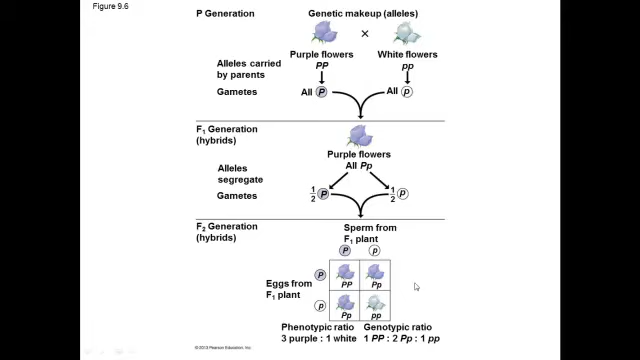 Figure 9.6
P Generation
Genetic makeup (alleles)
×
Purple flowers
White flowers
Alleles carried
by parents
PP
pp
Gametes
All P
All p
F1 Generation
(hybrids)
Purple flowers
All Pp
Alleles
segregate
Gametes
1/2 P
1/2 p
F2 Generation
(hybrids)
Sperm from
F1 plant
P
p
Eggs from
F1 plant
P
PP
Pp
p
Pp
pp
Phenotypic ratio
3 purple : 1 white
Genotypic ratio
1 PP : 2 Pp : 1 pp
© 2013 Pearson Education, Inc.